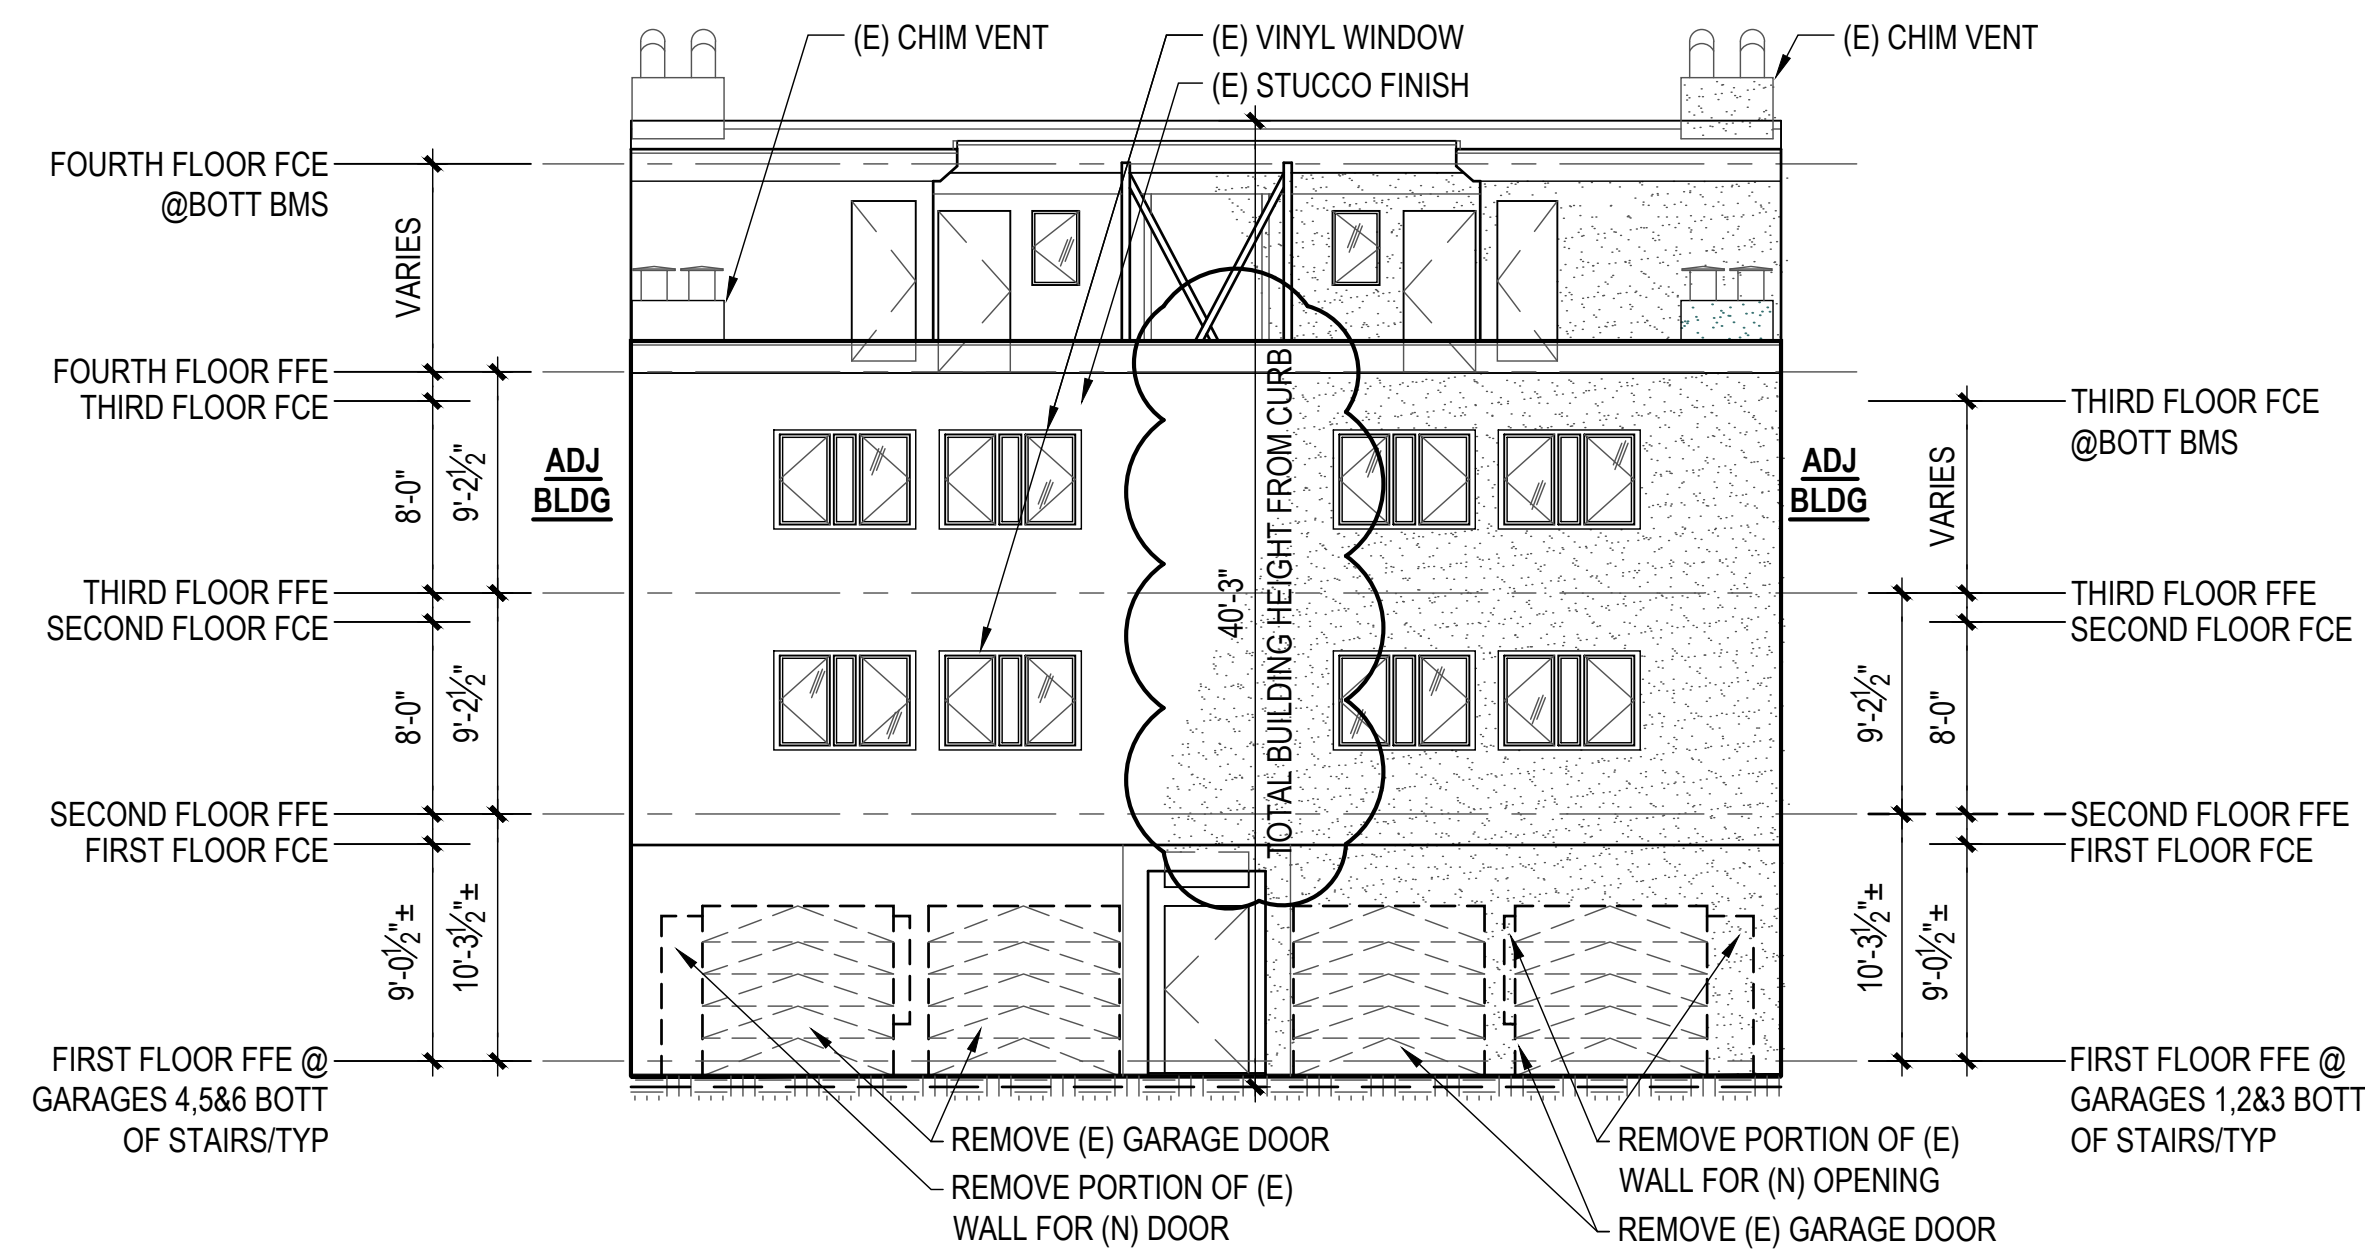 (E) CHIM VENT
(E) VINYL WINDOW
(E) STUCCO FINISH
(E) CHIM VENT
FOURTH FLOOR FCE
@BOTT BMS
VARIES
FOURTH FLOOR FFE
THIRD FLOOR FCE
8'-0"
9'-2½"
ADJ
BLDG
THIRD FLOOR FFE
SECOND FLOOR FCE
8'-0"
9'-2½"
SECOND FLOOR FFE
FIRST FLOOR FCE
9'-0½"±
10'-3½"±
FIRST FLOOR FFE @
GARAGES 4,5&6 BOTT
OF STAIRS/TYP
40'-3"
TOTAL BUILDING HEIGHT FROM CURB
ADJ
BLDG
THIRD FLOOR FCE
@BOTT BMS
VARIES
THIRD FLOOR FFE
SECOND FLOOR FCE
9'-2½"
8'-0"
SECOND FLOOR FFE
FIRST FLOOR FCE
10'-3½"±
9'-0½"±
FIRST FLOOR FFE @
GARAGES 1,2&3 BOTT
OF STAIRS/TYP
REMOVE (E) GARAGE DOOR
REMOVE PORTION OF (E)
WALL FOR (N) DOOR
REMOVE PORTION OF (E)
WALL FOR (N) OPENING
REMOVE (E) GARAGE DOOR